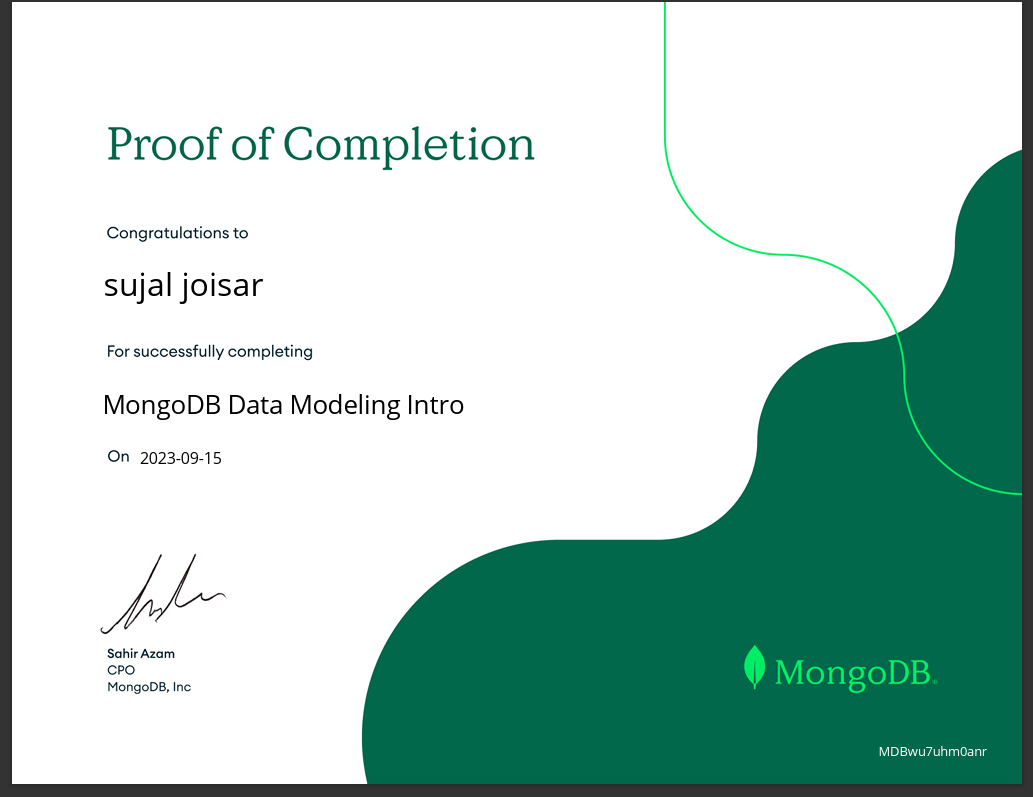 Proof of Completion
Congratulations to
sujal joisar
For successfully completing
MongoDB Data Modeling Intro
On 2023-09-15
Sahir Azam
CPO
MongoDB, Inc
MongoDB®
MDBwu7uhm0anr